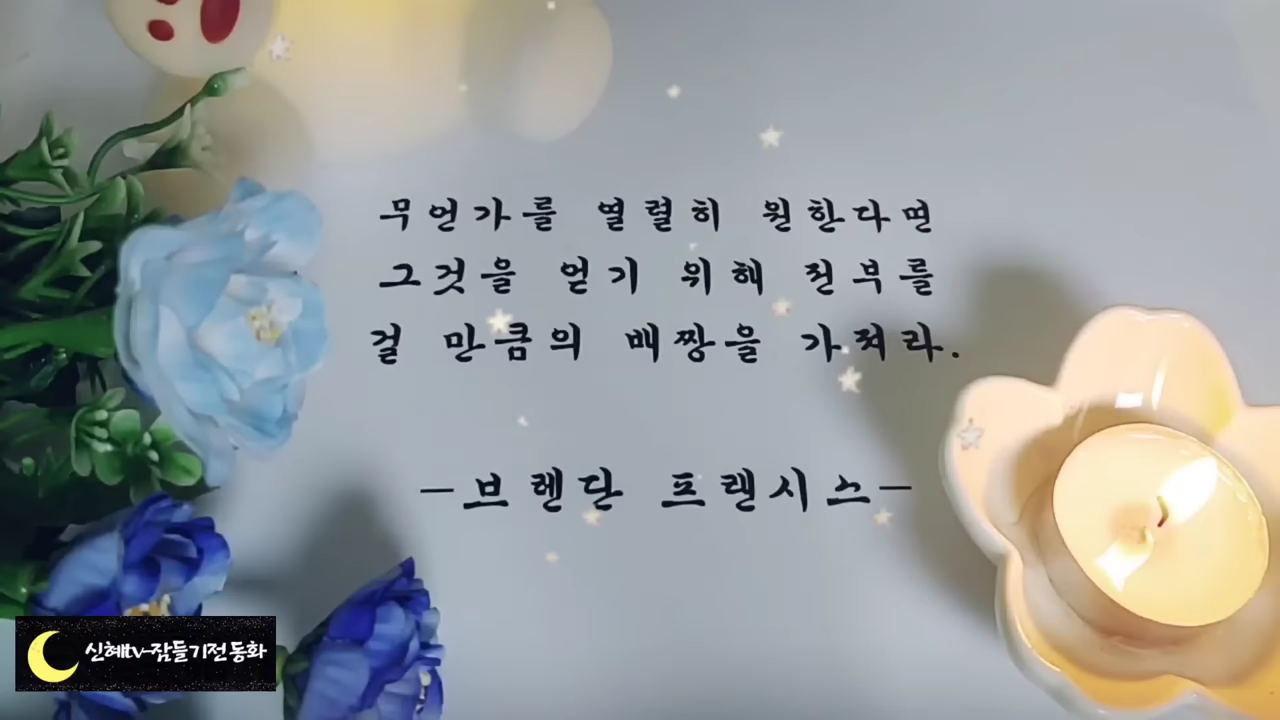 무언가를 열렬히 원한다면
그것을 얻기 위해 전부를
걸 만큼의 배짱을 가져라.
-브렌단 프랜시스-
신혜tv-잠들기전 동화